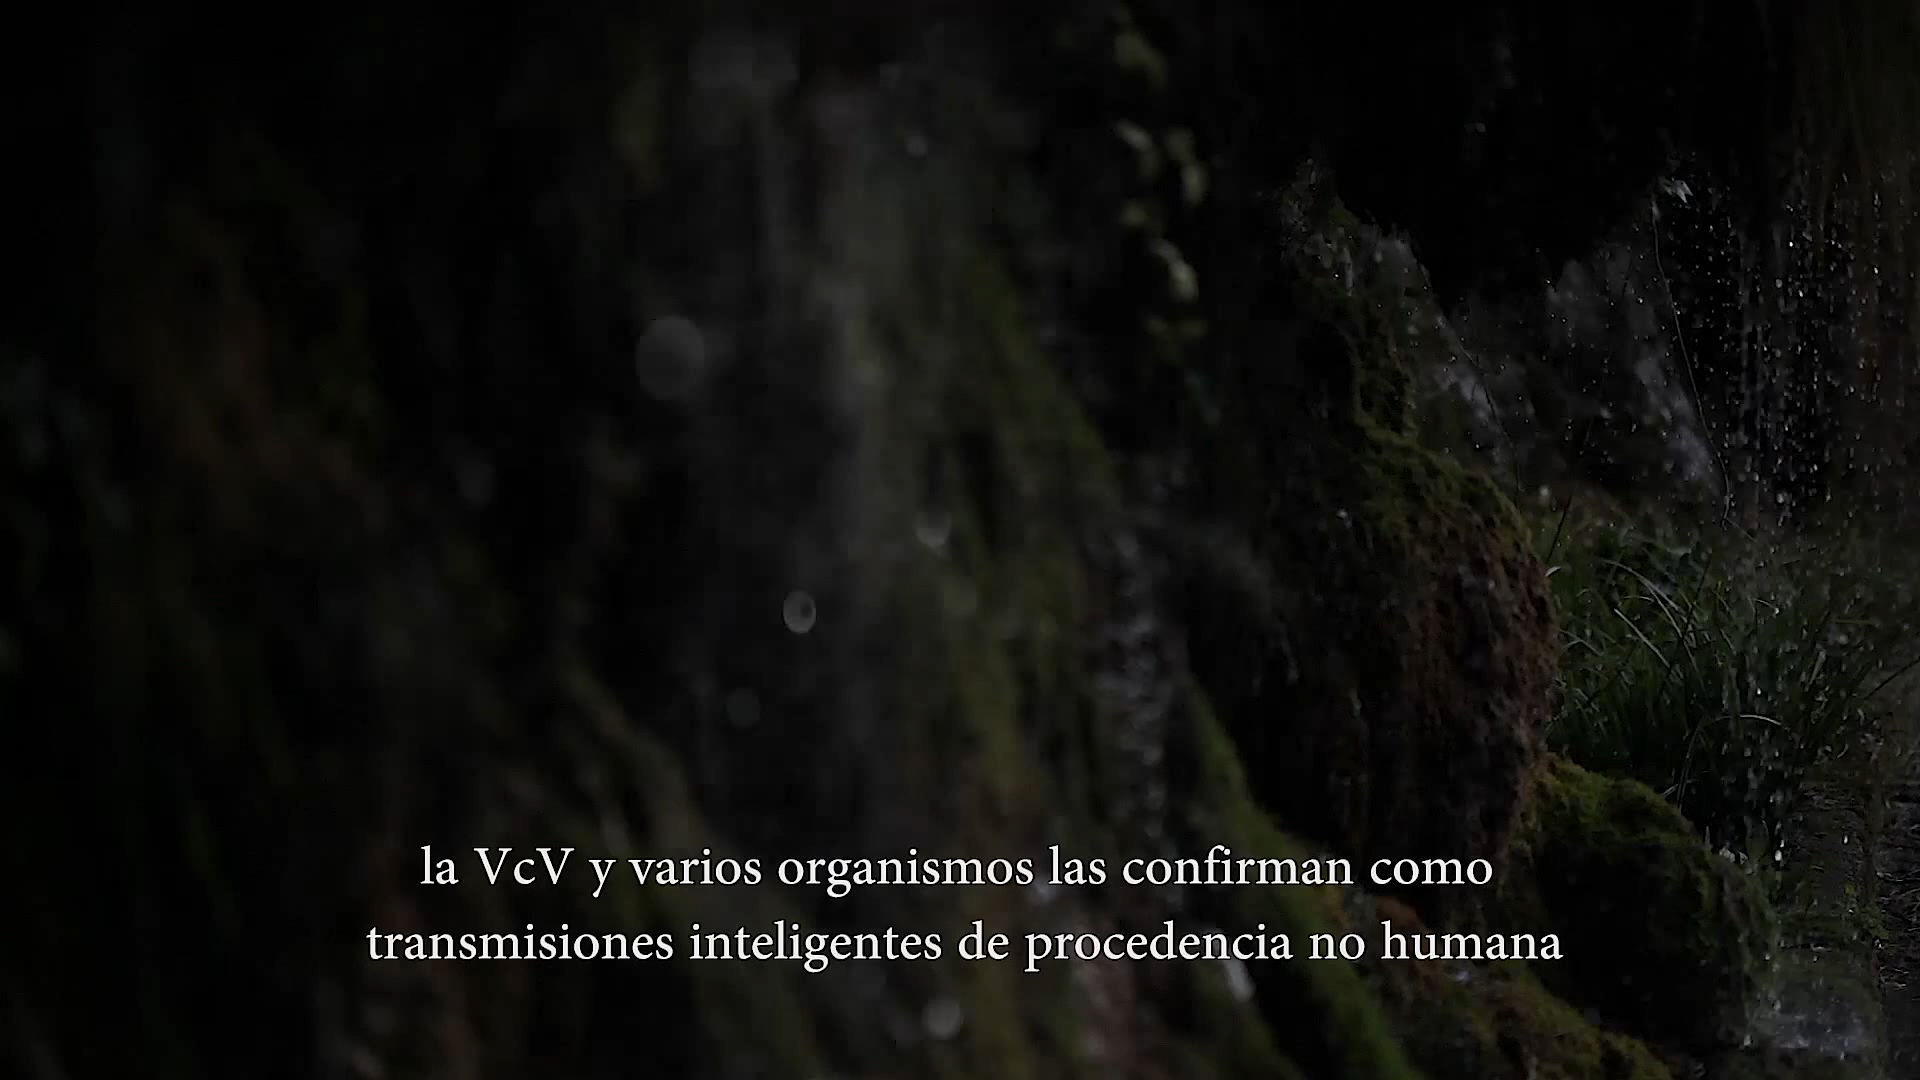 la VcV y varios organismos las confirman como
transmisiones inteligentes de procedencia no humana